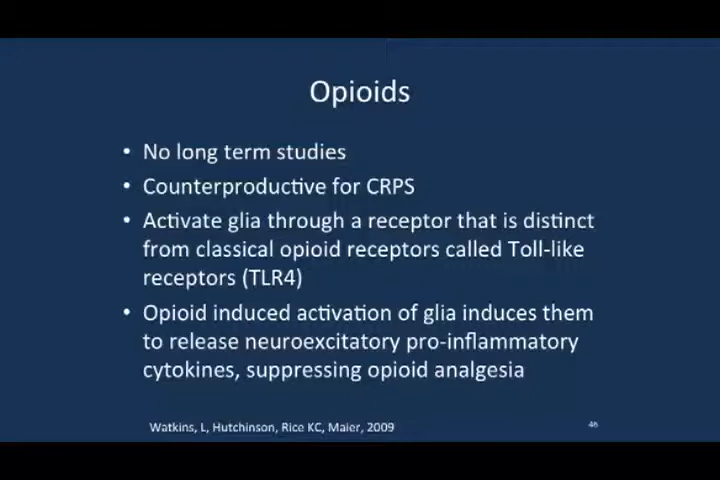 Opioids
• No long term studies
• Counterproductive for CRPS
• Activate glia through a receptor that is distinct
from classical opioid receptors called Toll-like
receptors (TLR4)
• Opioid induced activation of glia induces them
to release neuroexcitatory pro-inflammatory
cytokines, suppressing opioid analgesia
Watkins, L, Hutchinson, Rice KC, Maier, 2009
46